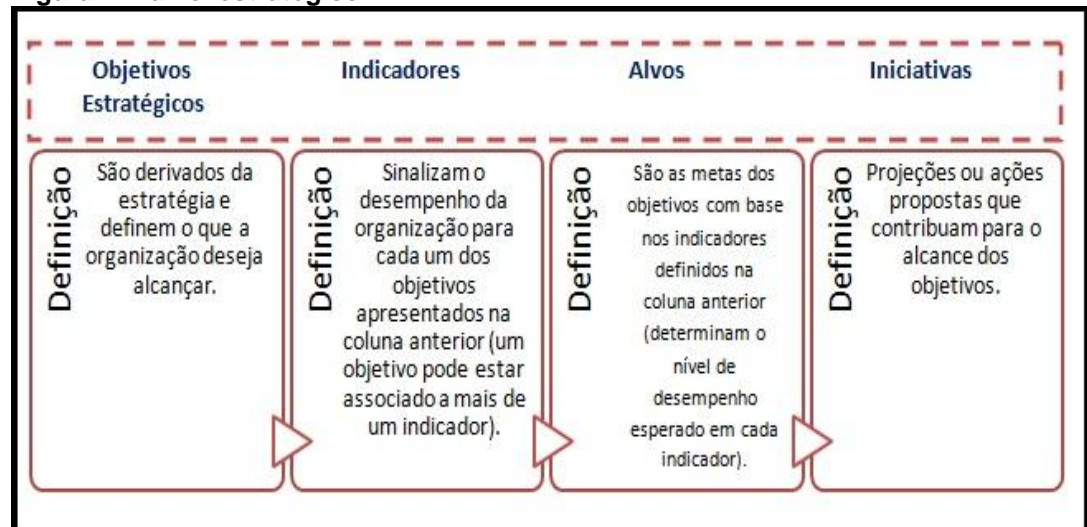 Objetivos
Estratégicos
Indicadores
Alvos
Iniciativas
Definição
São derivados da
estratégia e
definem o que a
organização deseja
alcançar.
Definição
Sinalizam o
desempenho da
organização para
cada um dos
objetivos
apresentados na
coluna anterior (um
objetivo pode estar
associado a mais de
um indicador).
Definição
São as metas dos
objetivos com base
nos indicadores
definidos na
coluna anterior
(determinam o
nível de
desempenho
esperado em cada
indicador).
Definição
Projeções ou ações
propostas que
contribuam para o
alcance dos
objetivos.